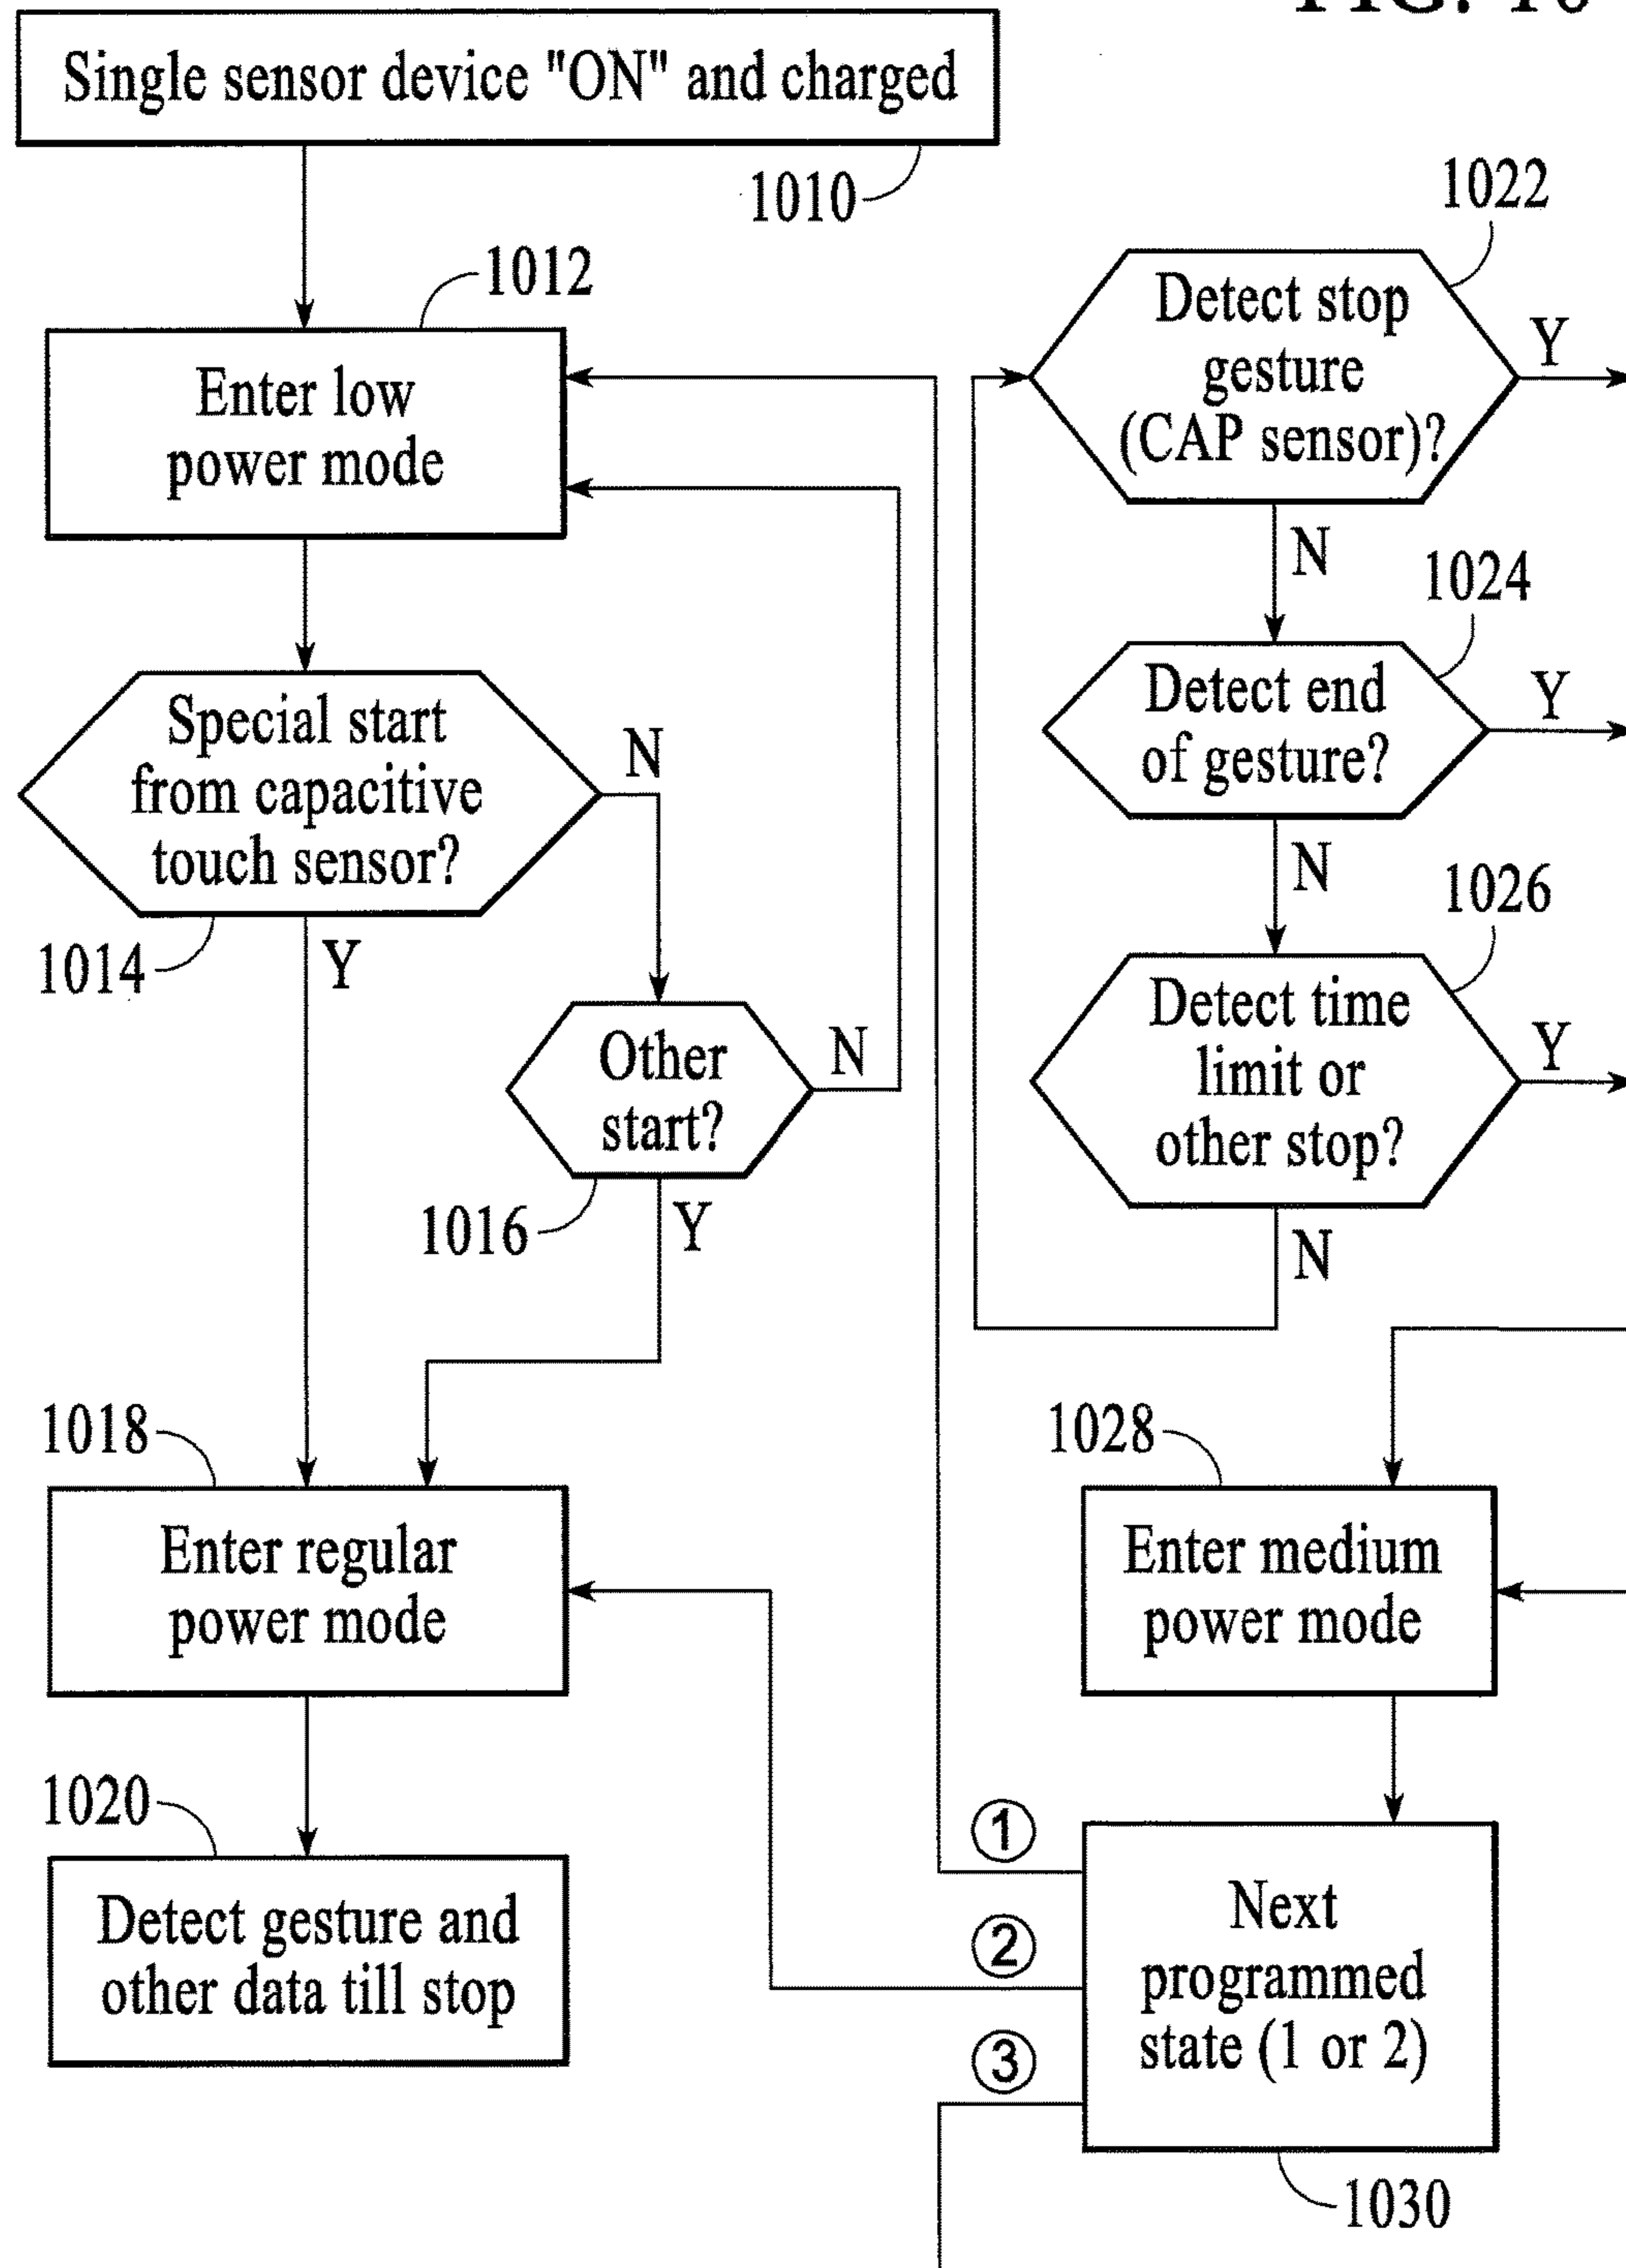 FIG. 10
Single sensor device "ON" and charged
1010
1012
Enter low
power mode
Special start
from capacitive
touch sensor?
1014
N
Y
Other
start?
N
1016
Y
1018
Enter regular
power mode
1020
Detect gesture and
other data till stop
1022
Detect stop
gesture
(CAP sensor)?
Y
N
1024
Detect end
of gesture?
Y
N
1026
Detect time
limit or
other stop?
Y
N
1028
Enter medium
power mode
1
2
3
Next
programmed
state (1 or 2)
1030